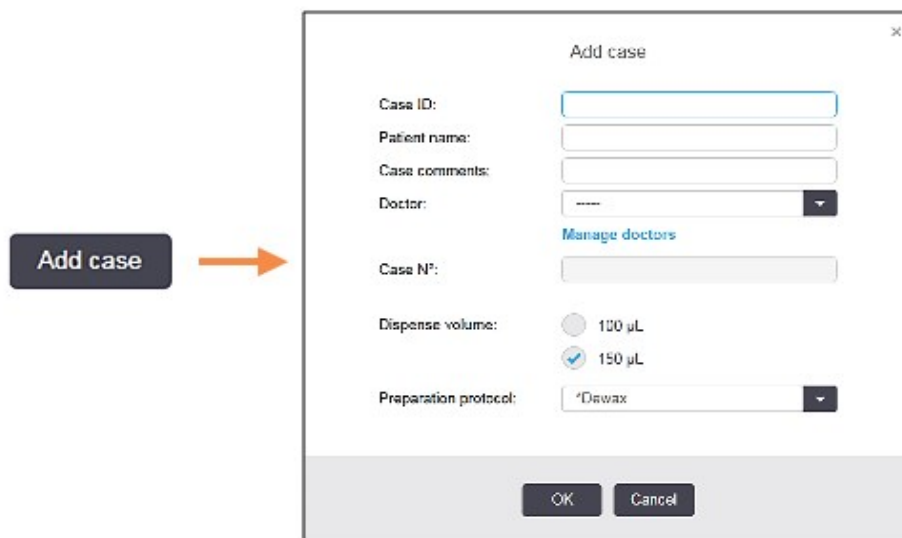 Add case
×
Add case
Case ID:
Patient name:
Case comments:
Doctor:
-----
Manage doctors
Case N°:
Dispense volume:
100 µL
150 µL
Preparation protocol:
*Dewax
OK
Cancel